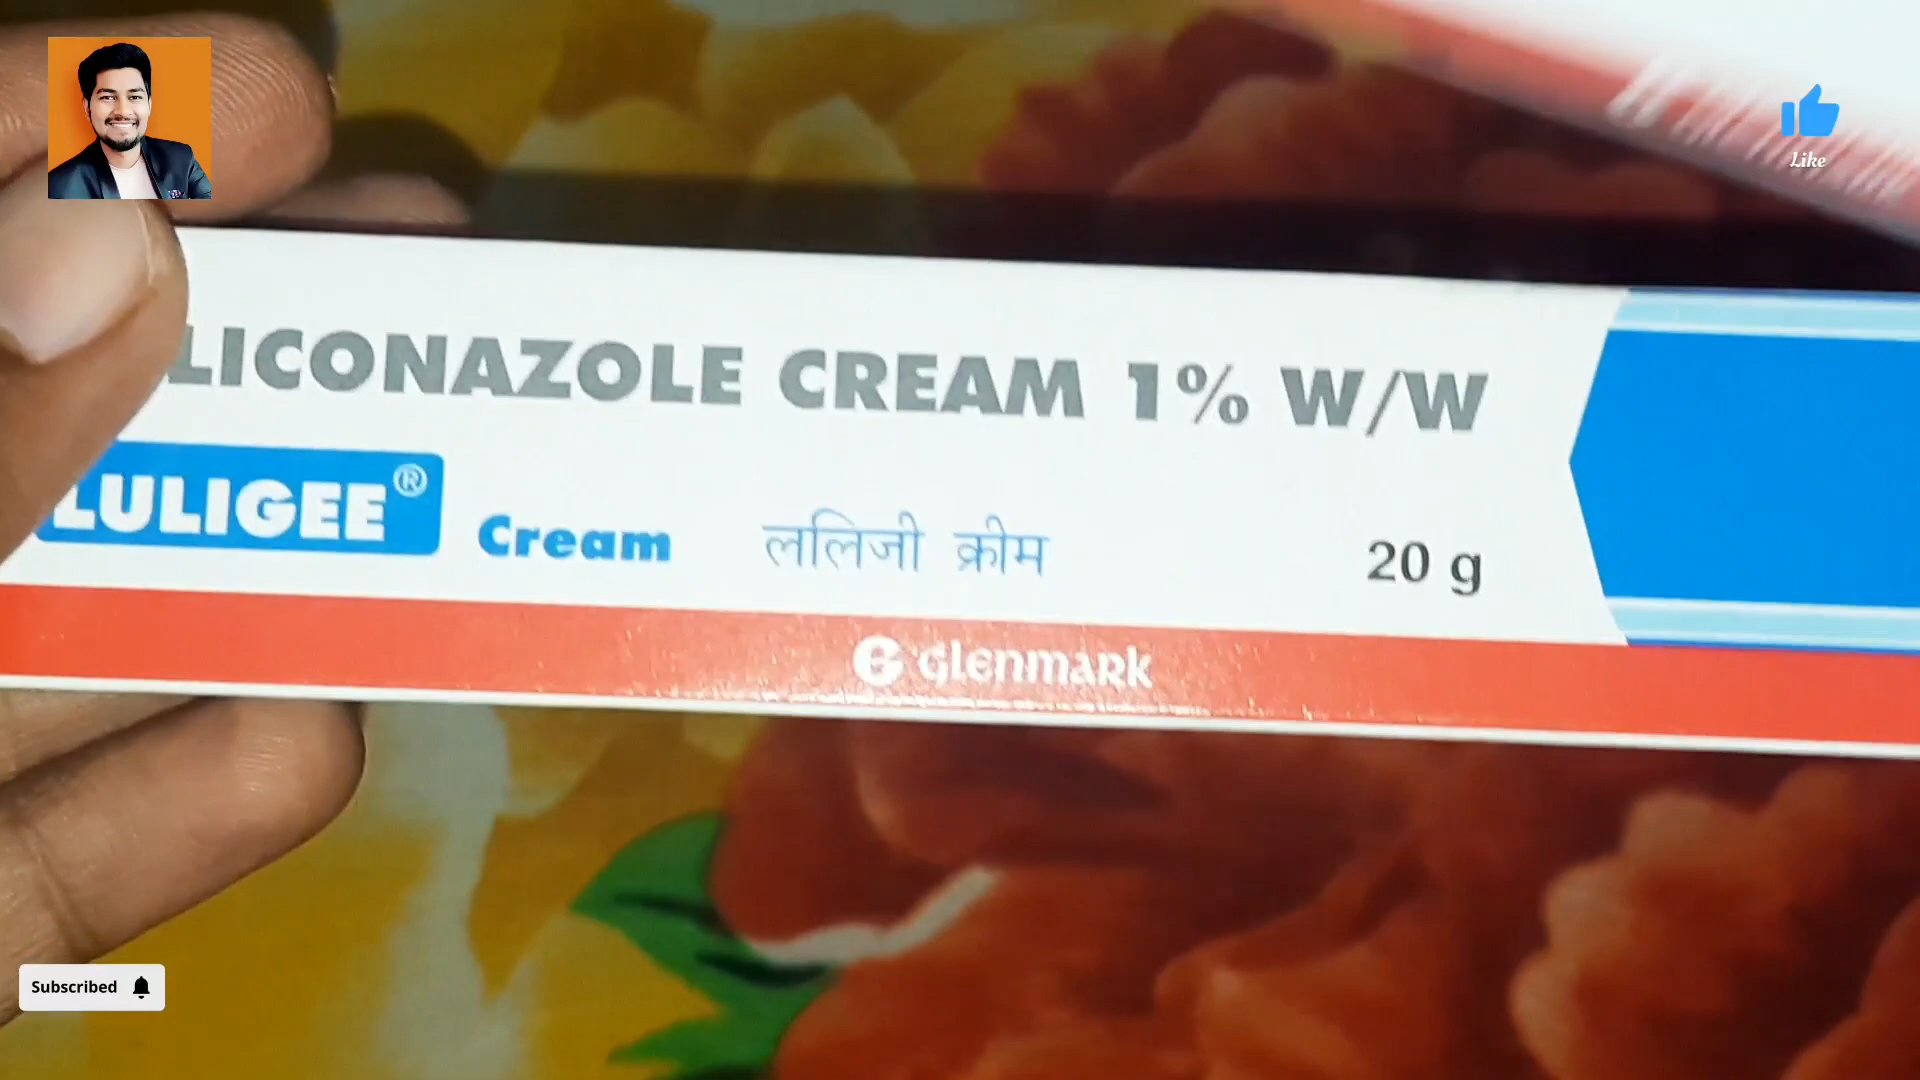 Like
LICONAZOLE CREAM 1% W/W
LULIGEE® Cream ललिजी क्रीम 20 g
G glenmark
Subscribed